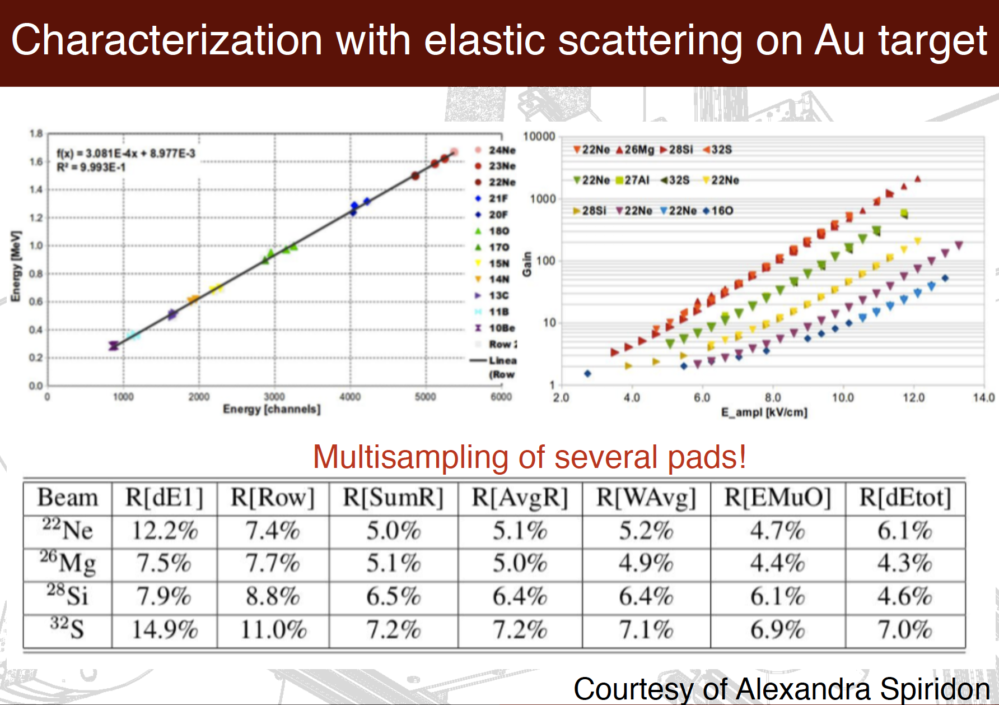 Characterization with elastic scattering on Au target
1.8
1.6
1.4
1.2
1.0
0.8
0.6
0.4
0.2
0.0
Energy [MeV]
f(x) = 3.081E-4x + 8.977E-3
R² = 9.993E-1
0 1000 2000 3000 4000 5000 6000
Energy [channels]
24Ne
23Ne
22Ne
21F
20F
18O
17O
15N
14N
13C
11B
10Be
Row 2
Linea
(Row
10000
1000
100
10
1
Gain
22Ne 26Mg 28Si 32S
22Ne 27Al 32S 22Ne
28Si 22Ne 22Ne 16O
2.0 4.0 6.0 8.0 10.0 12.0 14.0
E_ampl [kV/cm]
Multisampling of several pads!
Beam R[dE1] R[Row] R[SumR] R[AvgR] R[WAvg] R[EMuO] R[dEtot]
²²Ne 12.2% 7.4% 5.0% 5.1% 5.2% 4.7% 6.1%
²⁶Mg 7.5% 7.7% 5.1% 5.0% 4.9% 4.4% 4.3%
²⁸Si 7.9% 8.8% 6.5% 6.4% 6.4% 6.1% 4.6%
³²S 14.9% 11.0% 7.2% 7.2% 7.1% 6.9% 7.0%
Courtesy of Alexandra Spiridon